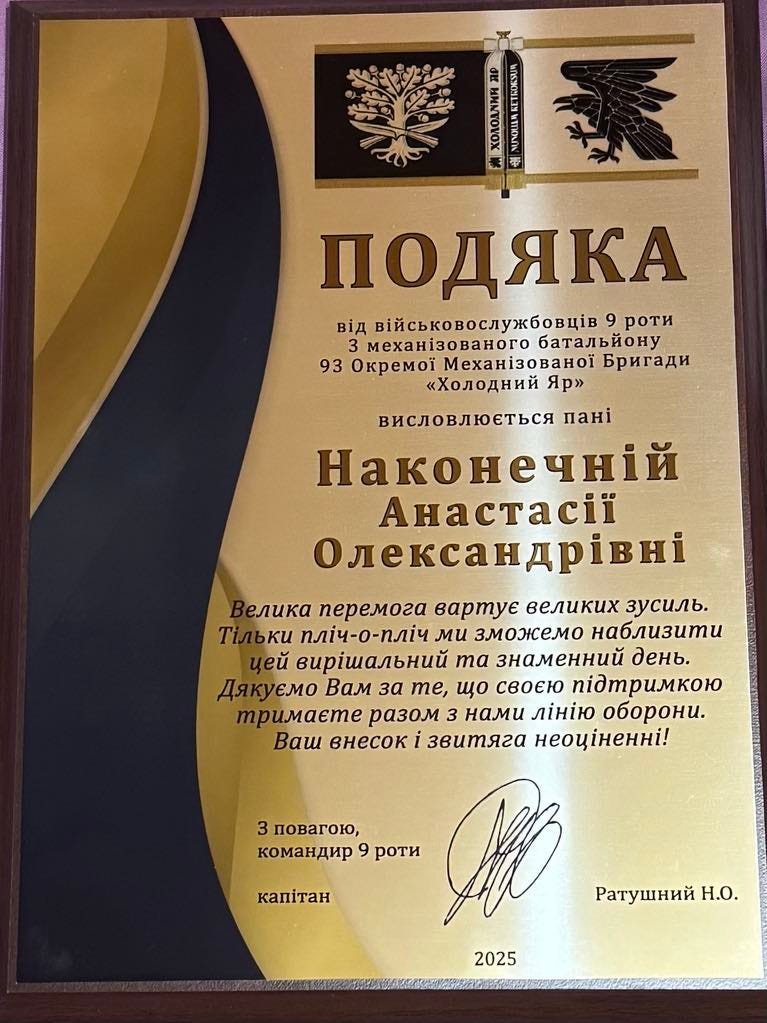 ХОЛОДНИЙ ЯР
ПОДЯКА
від військовослужбовців 9 роти
3 механізованого батальйону
93 Окремої Механізованої Бригади
«Холодний Яр»
висловлюється пані
Наконечній
Анастасії
Олександрівні
Велика перемога вартує великих зусиль.
Тільки пліч-о-пліч ми зможемо наблизити
цей вирішальний та знаменний день.
Дякуємо Вам за те, що своєю підтримкою
тримаєте разом з нами лінію оборони.
Ваш внесок і звитяга неоціненні!
З повагою,
командир 9 роти
капітан
Ратушний Н.О.
2025